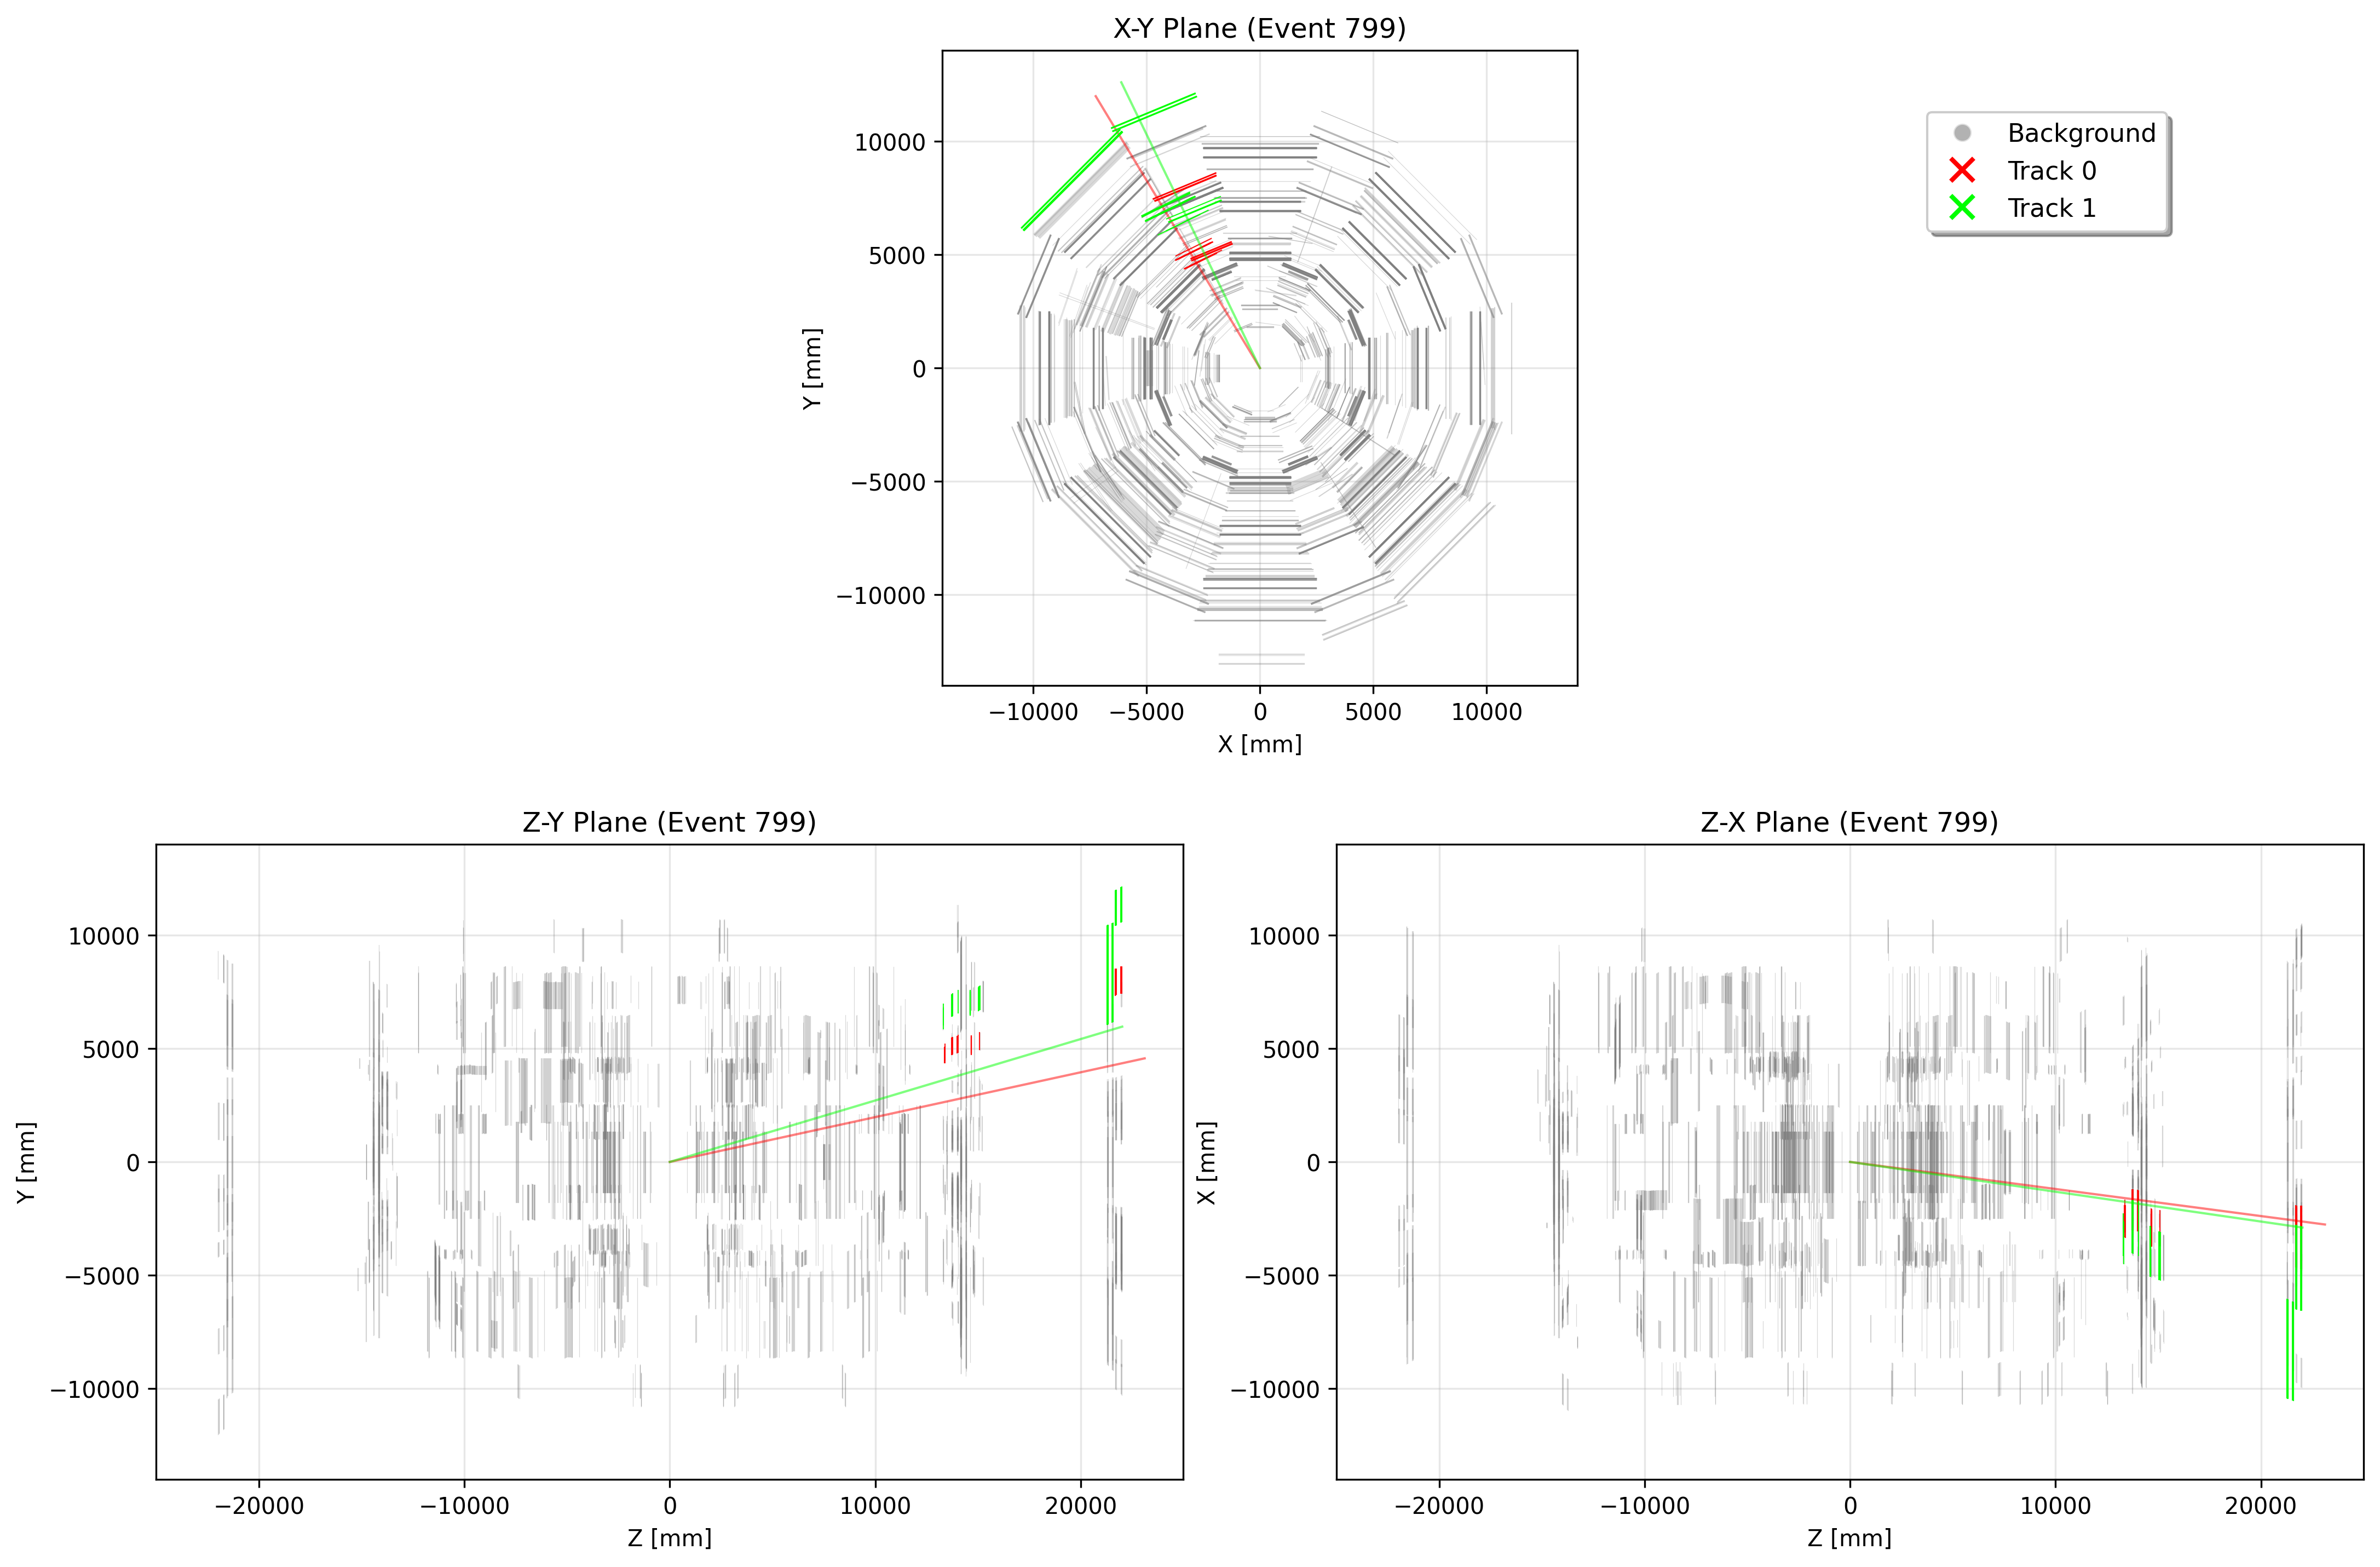 X-Y Plane (Event 799)
10000
5000
0
−5000
−10000
Y [mm]
−10000 −5000 0 5000 10000
X [mm]
Background
Track 0
Track 1
Z-Y Plane (Event 799)
10000
5000
0
−5000
−10000
Y [mm]
−20000 −10000 0 10000 20000
Z [mm]
Z-X Plane (Event 799)
10000
5000
0
−5000
−10000
X [mm]
−20000 −10000 0 10000 20000
Z [mm]